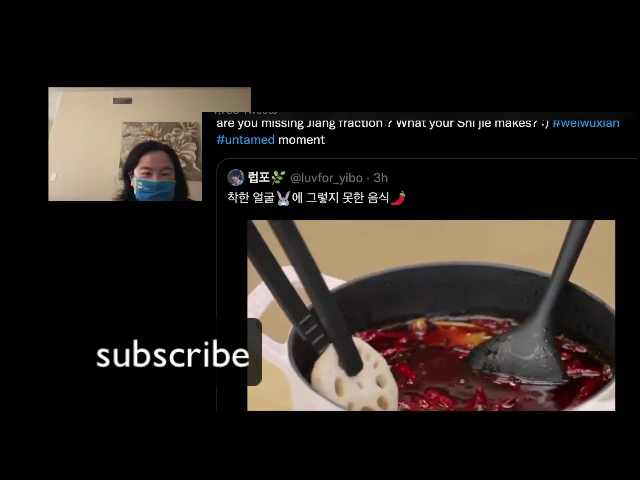 are you missing Jiang fraction ? What your Shi jie makes? :) #weiwuxian
#untamed moment
럽포🌿 @luvfor_yibo · 3h
착한 얼굴🐰에 그렇지 못한 음식🌶️
subscribe